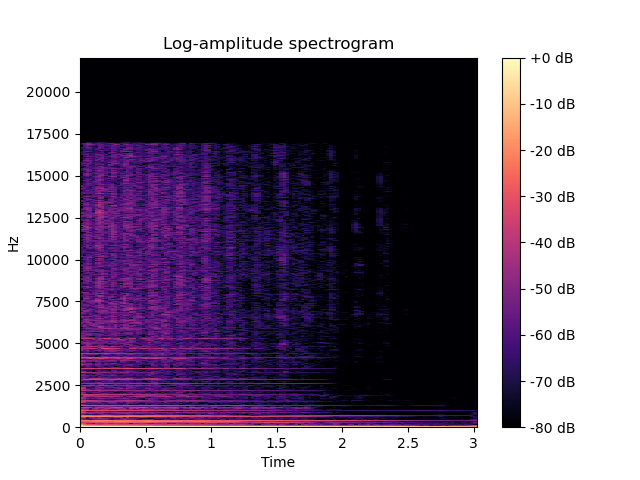 Log-amplitude spectrogram
Hz
20000
17500
15000
12500
10000
7500
5000
2500
0
0 0.5 1 1.5 2 2.5 3
Time
+0 dB
-10 dB
-20 dB
-30 dB
-40 dB
-50 dB
-60 dB
-70 dB
-80 dB